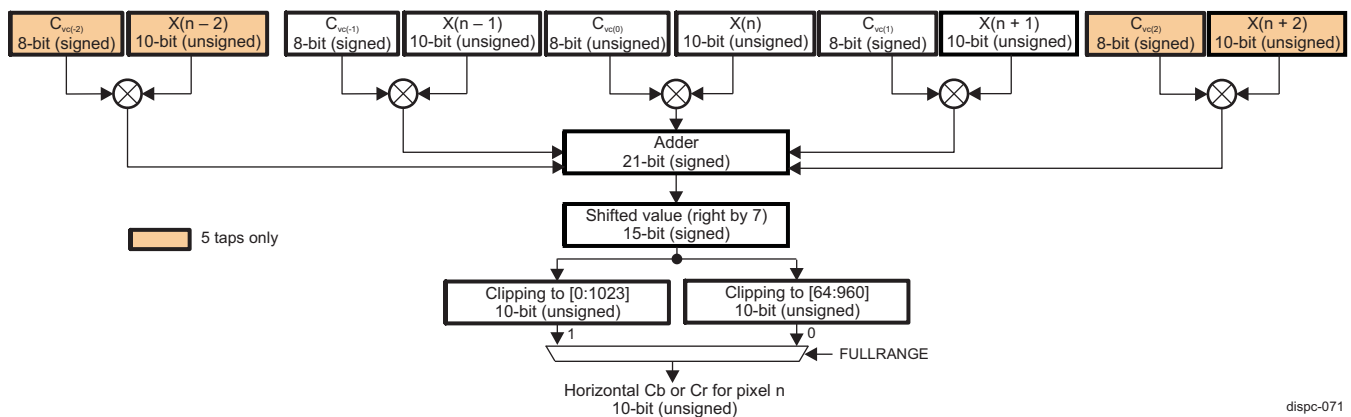 Cvc(-2)
8-bit (signed)
X(n – 2)
10-bit (unsigned)
Cvc(-1)
8-bit (signed)
X(n – 1)
10-bit (unsigned)
Cvc(0)
8-bit (signed)
X(n)
10-bit (unsigned)
Cvc(1)
8-bit (signed)
X(n + 1)
10-bit (unsigned)
Cvc(2)
8-bit (signed)
X(n + 2)
10-bit (unsigned)
Adder
21-bit (signed)
Shifted value (right by 7)
15-bit (signed)
5 taps only
Clipping to [0:1023]
10-bit (unsigned)
Clipping to [64:960]
10-bit (unsigned)
1
0
FULLRANGE
Horizontal Cb or Cr for pixel n
10-bit (unsigned)
dispc-071